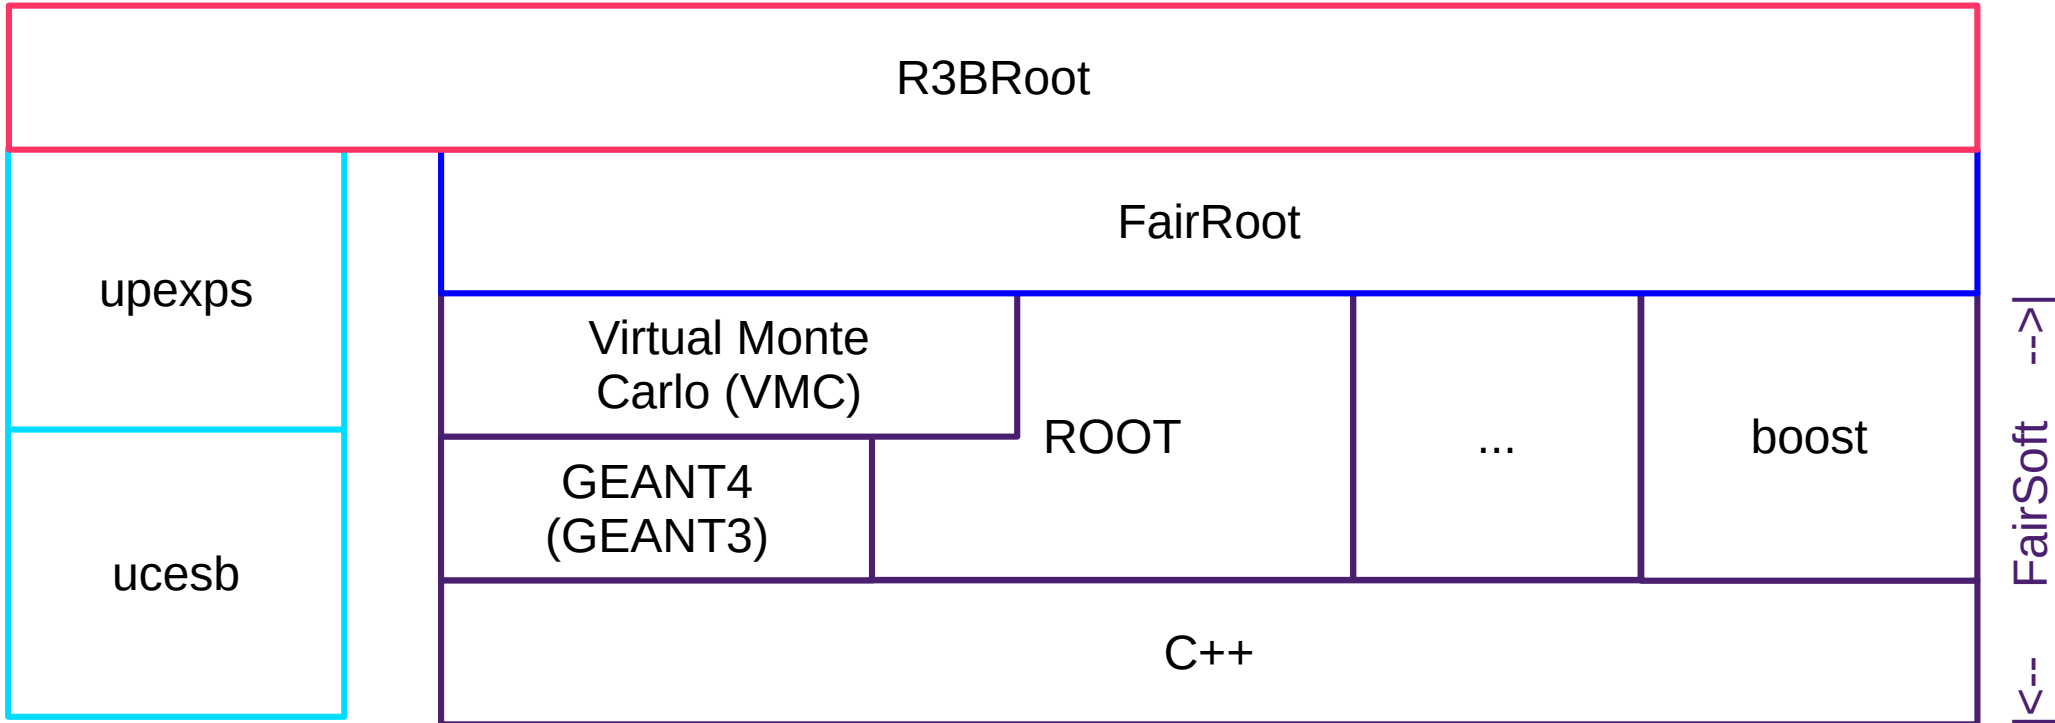 R3BRoot
FairRoot
upexps
Virtual Monte
Carlo (VMC)
ROOT
...
boost
GEANT4
(GEANT3)
ucesb
C++
|<-- FairSoft -->|